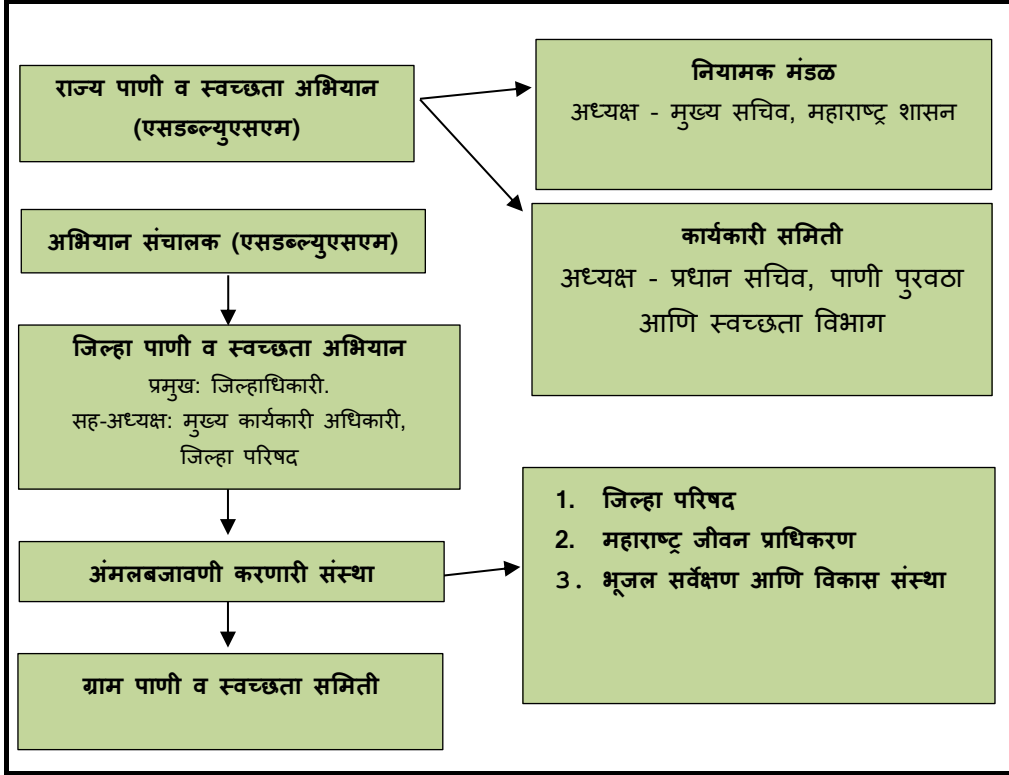 राज्य पाणी व स्वच्छता अभियान
(एसडब्ल्युएसएम)
नियामक मंडळ
अध्यक्ष - मुख्य सचिव, महाराष्ट्र शासन
कार्यकारी समिती
अध्यक्ष - प्रधान सचिव, पाणी पुरवठा
आणि स्वच्छता विभाग
अभियान संचालक (एसडब्ल्युएसएम)
जिल्हा पाणी व स्वच्छता अभियान
प्रमुख: जिल्हाधिकारी.
सह-अध्यक्ष: मुख्य कार्यकारी अधिकारी,
जिल्हा परिषद
अंमलबजावणी करणारी संस्था
1. जिल्हा परिषद
2. महाराष्ट्र जीवन प्राधिकरण
3. भूजल सर्वेक्षण आणि विकास संस्था
ग्राम पाणी व स्वच्छता समिती